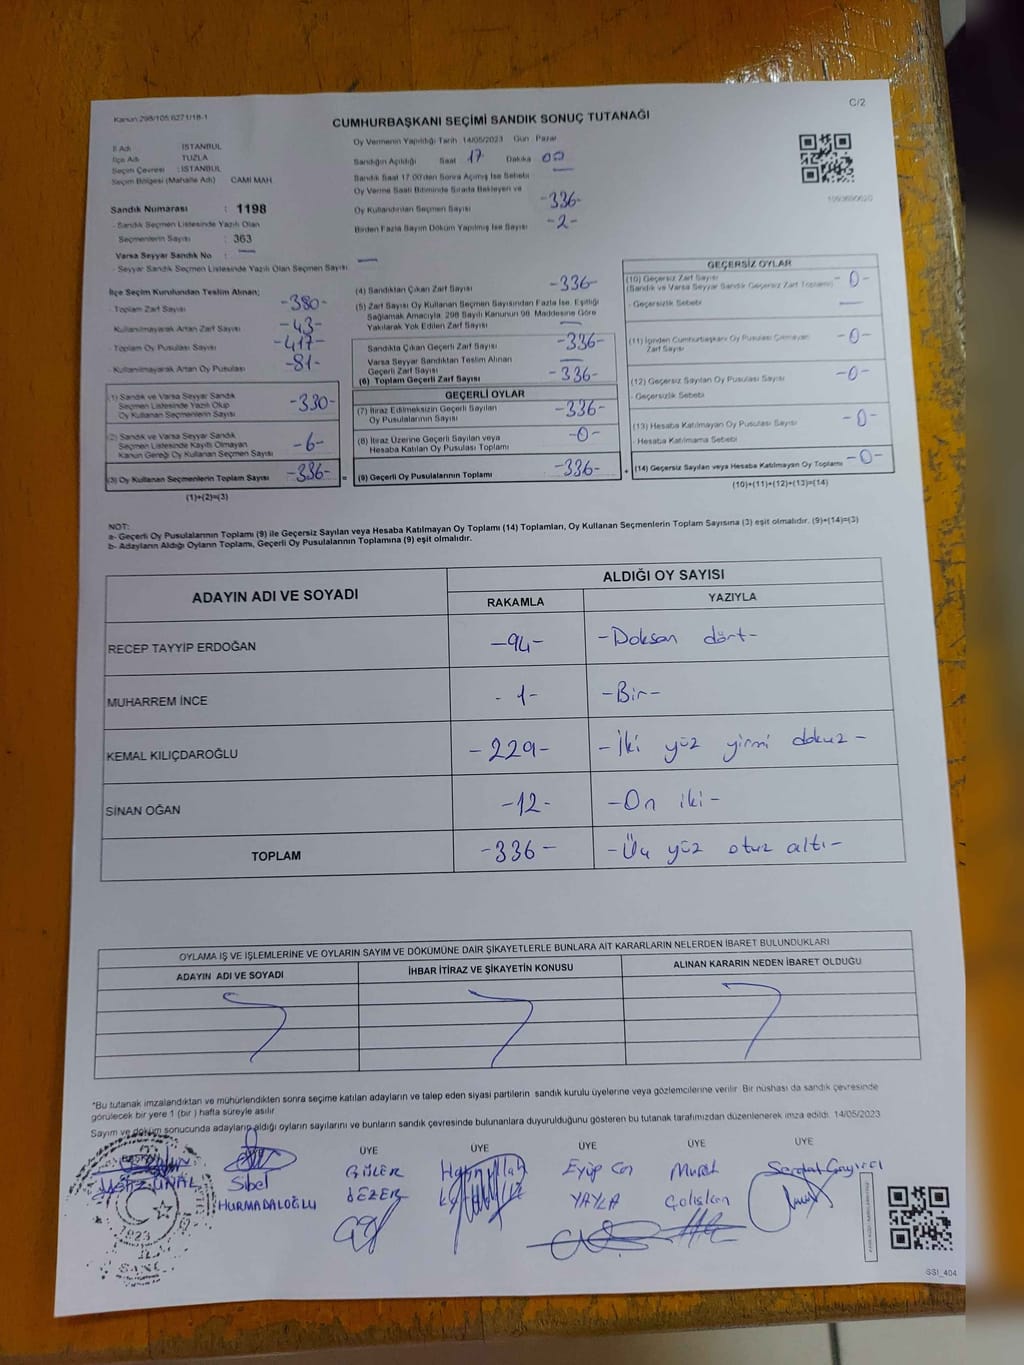 C/2
Kanun:298/105,6271/18-1
CUMHURBAŞKANI SEÇİMİ SANDIK SONUÇ TUTANAĞI
İl Adı : İSTANBUL
İlçe Adı : TUZLA
Seçim Çevresi : İSTANBUL
Seçim Bölgesi (Mahalle Adı) CAMİ MAH
Sandık Numarası : 1198
- Sandık Seçmen Listesinde Yazılı Olan
Seçmenlerin Sayısı : 363
Varsa Seyyar Sandık No : —
- Seyyar Sandık Seçmen Listesinde Yazılı Olan Seçmen Sayısı —
Oy Vermenin Yapıldığı Tarih 14/05/2023 Gün : Pazar
Sandığın Açıldığı Saat 17 Dakika 00
Sandık Saat 17.00'den Sonra Açılmış İse Sebebi —
Oy Verme Saati Bitiminde Sırada Bekleyen ve
Oy Kullandırılan Seçmen Sayısı -336-
Birden Fazla Sayım Döküm Yapılmış İse Sayısı -2-
İlçe Seçim Kurulundan Teslim Alınan;
- Toplam Zarf Sayısı -380-
Kullanılmayarak Artan Zarf Sayısı -43-
- Toplam Oy Pusulası Sayısı -417-
- Kullanılmayarak Artan Oy Pusulası -81-
(1) Sandık ve Varsa Seyyar Sandık
Seçmen Listesinde Yazılı Olup
Oy Kullanan Seçmenlerin Sayısı -330-
(2) Sandık ve Varsa Seyyar Sandık
Seçmen Listesinde Kayıtlı Olmayan
Kanun Gereği Oy Kullanan Seçmen Sayısı -6-
(3) Oy Kullanan Seçmenlerin Toplam Sayısı -336- =
(1)+(2)=(3)
(4) Sandıktan Çıkan Zarf Sayısı -336-
(5) Zarf Sayısı Oy Kullanan Seçmen Sayısından Fazla İse, Eşitliği
Sağlamak Amacıyla, 298 Sayılı Kanunun 98. Maddesine Göre
Yakılarak Yok Edilen Zarf Sayısı —
Sandıkta Çıkan Geçerli Zarf Sayısı -336-
Varsa Seyyar Sandıktan Teslim Alınan
Geçerli Zarf Sayısı —
(6) Toplam Geçerli Zarf Sayısı -336-
GEÇERLİ OYLAR
(7) İtiraz Edilmeksizin Geçerli Sayılan
Oy Pusulalarının Sayısı -336-
(8) İtiraz Üzerine Geçerli Sayılan veya
Hesaba Katılan Oy Pusulası Toplamı -0-
(9) Geçerli Oy Pusulalarının Toplamı -336- +
GEÇERSİZ OYLAR
(10) Geçersiz Zarf Sayısı
(Sandık ve Varsa Seyyar Sandık Geçersiz Zarf Toplamı) -0-
- Geçersizlik Sebebi —
(11) İçinden Cumhurbaşkanı Oy Pusulası Çıkmayan
Zarf Sayısı -0-
(12) Geçersiz Sayılan Oy Pusulası Sayısı -0-
- Geçersizlik Sebebi
(13) Hesaba Katılmayan Oy Pusulası Sayısı -0-
- Hesaba Katılmama Sebebi
(14) Geçersiz Sayılan veya Hesaba Katılmayan Oy Toplamı -0-
(10)+(11)+(12)+(13)=(14)
NOT:
a- Geçerli Oy Pusulalarının Toplamı (9) ile Geçersiz Sayılan veya Hesaba Katılmayan Oy Toplamı (14) Toplamları, Oy Kullanan Seçmenlerin Toplam Sayısına (3) eşit olmalıdır. (9)+(14)=(3)
b- Adayların Aldığı Oyların Toplamı, Geçerli Oy Pusulalarının Toplamına (9) eşit olmalıdır.
ADAYIN ADI VE SOYADI ALDIĞI OY SAYISI
RAKAMLA YAZIYLA
RECEP TAYYİP ERDOĞAN -94- -Doksan dört-
MUHARREM İNCE -1- -Bir-
KEMAL KILIÇDAROĞLU -229- -İki yüz yirmi dokuz-
SİNAN OĞAN -12- -On iki-
TOPLAM -336- -Üç yüz otuz altı-
OYLAMA İŞ VE İŞLEMLERİNE VE OYLARIN SAYIM VE DÖKÜMÜNE DAİR ŞİKAYETLERLE BUNLARA AİT KARARLARIN NELERDEN İBARET BULUNDUKLARI
ADAYIN ADI VE SOYADI İHBAR İTİRAZ VE ŞİKAYETİN KONUSU ALINAN KARARIN NEDEN İBARET OLDUĞU
*Bu tutanak imzalandıktan ve mühürlendikten sonra seçime katılan adayların ve talep eden siyasi partilerin sandık kurulu üyelerine veya gözlemcilerine verilir. Bir nüshası da sandık çevresinde
görülecek bir yere 1 (bir ) hafta süreyle asılır.
Sayım ve döküm sonucunda adayların aldığı oyların sayılarını ve bunların sandık çevresinde bulunanlara duyurulduğunu gösteren bu tutanak tarafımızdan düzenlenerek imza edildi. 14/05/2023
ÜYE ÜYE ÜYE ÜYE ÜYE
ÜNAL
Sibel
HURMADALOĞLU
GÜLER
SEZER
Eyüp Can
YAYLA
Murat
Çalışkan
1923
SSI_404